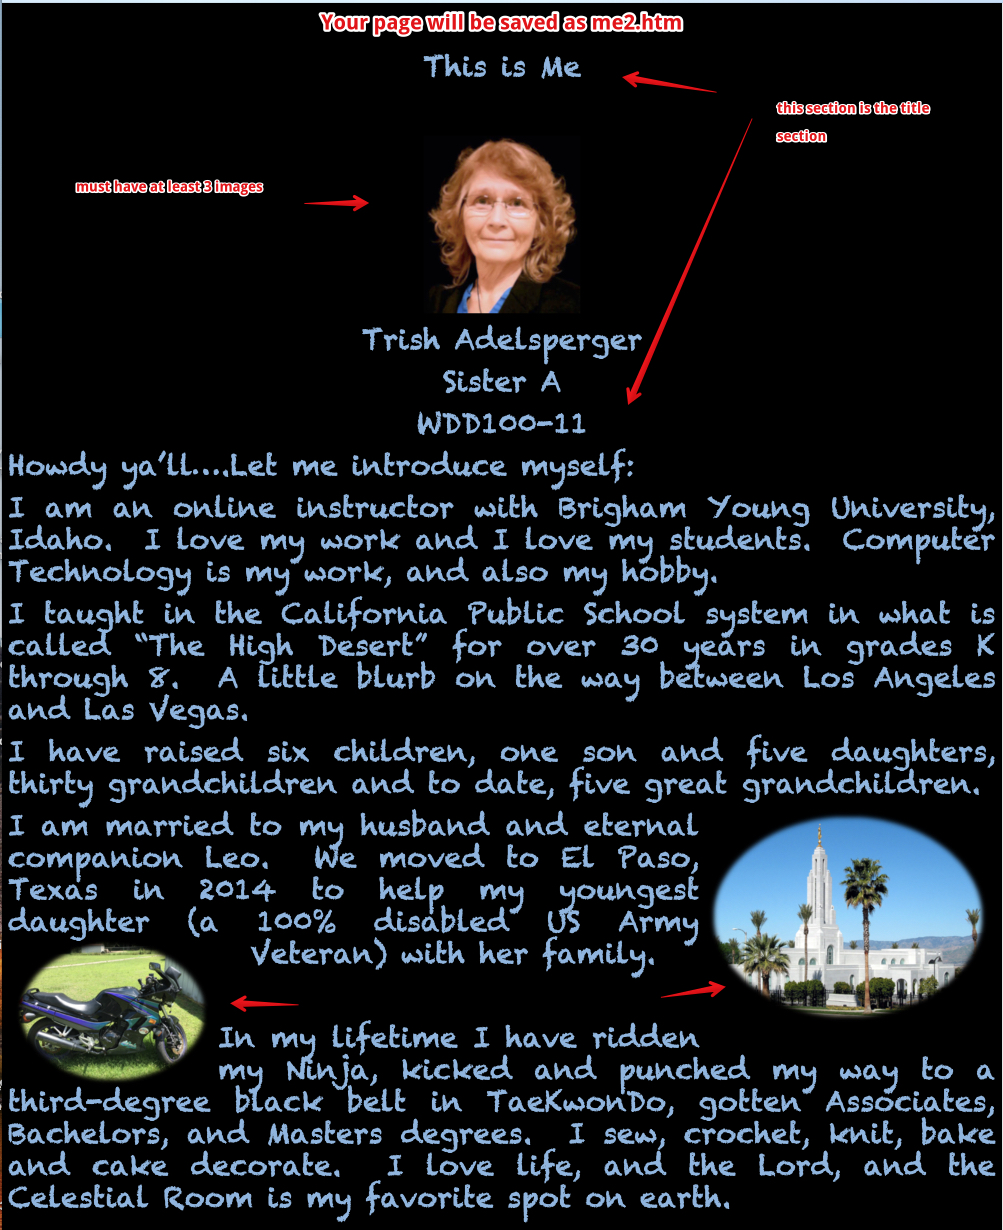 Your page will be saved as me2.htm
This is Me
this section is the title
section
must have at least 3 images
Trish Adelsperger
Sister A
WDD100-11
Howdy ya’ll....Let me introduce myself:
I am an online instructor with Brigham Young University,
Idaho. I love my work and I love my students. Computer
Technology is my work, and also my hobby.
I taught in the California Public School system in what is
called “The High Desert” for over 30 years in grades K
through 8. A little blurb on the way between Los Angeles
and Las Vegas.
I have raised six children, one son and five daughters,
thirty grandchildren and to date, five great grandchildren.
I am married to my husband and eternal
companion Leo. We moved to El Paso,
Texas in 2014 to help my youngest
daughter (a 100% disabled US Army
Veteran) with her family.
In my lifetime I have ridden
my Ninja, kicked and punched my way to a
third-degree black belt in TaeKwonDo, gotten Associates,
Bachelors, and Masters degrees. I sew, crochet, knit, bake
and cake decorate. I love life, and the Lord, and the
Celestial Room is my favorite spot on earth.